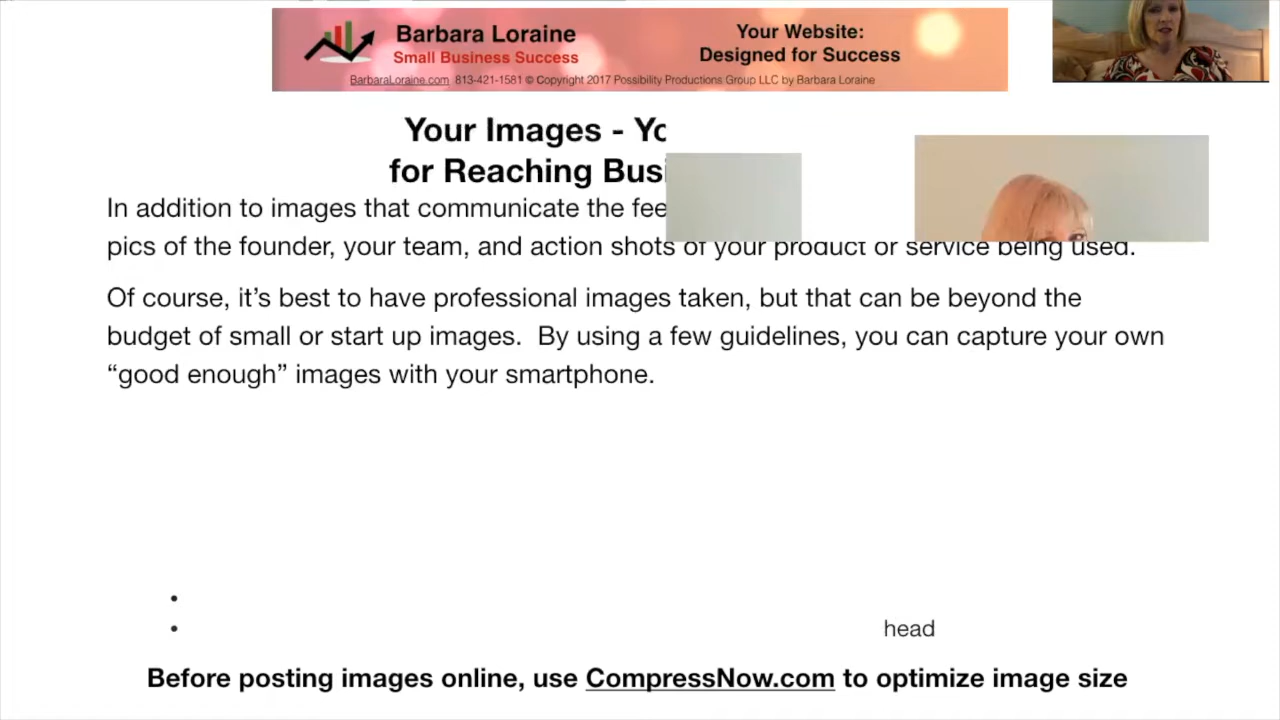 Barbara Loraine
Small Business Success
Your Website:
Designed for Success
BarbaraLoraine.com 813-421-1581 © Copyright 2017 Possibility Productions Group LLC by Barbara Loraine
Your Images - Yo
for Reaching Busi
In addition to images that communicate the fee
pics of the founder, your team, and action shots of your product or service being used.
Of course, it’s best to have professional images taken, but that can be beyond the
budget of small or start up images. By using a few guidelines, you can capture your own
“good enough” images with your smartphone.
•
• head
Before posting images online, use CompressNow.com to optimize image size